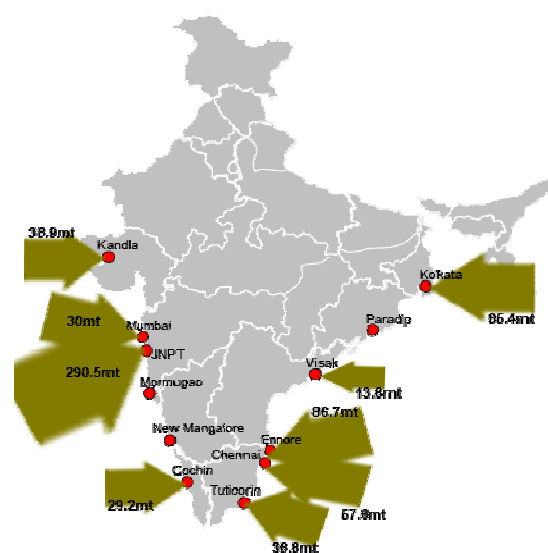 38.9mt
Kandla
Kolkata
95.4mt
30mt
Mumbai
Paradip
JNPT
290.5mt
Visak
13.8mt
Mormugao
86.7mt
New Mangalore
Ennore
Chennai
Cochin
29.2mt
Tuticorin
57.9mt
39.8mt